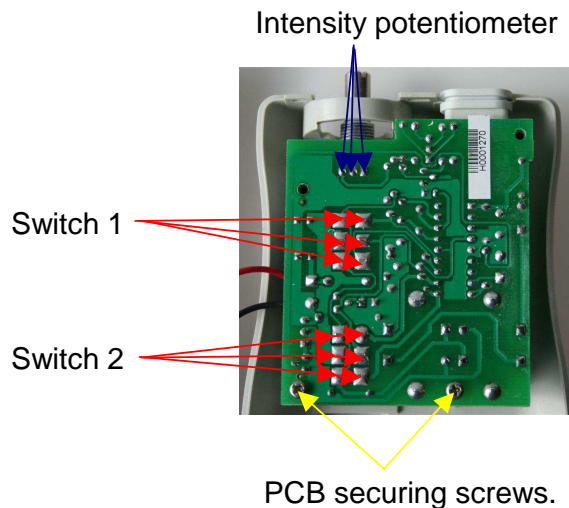 Intensity potentiometer
H0001270
Switch 1
Switch 2
PCB securing screws.